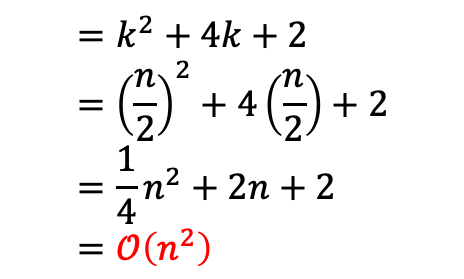 = k² + 4k + 2
= (n/2)² + 4(n/2) + 2
= 1/4 n² + 2n + 2
= 𝒪(n²)